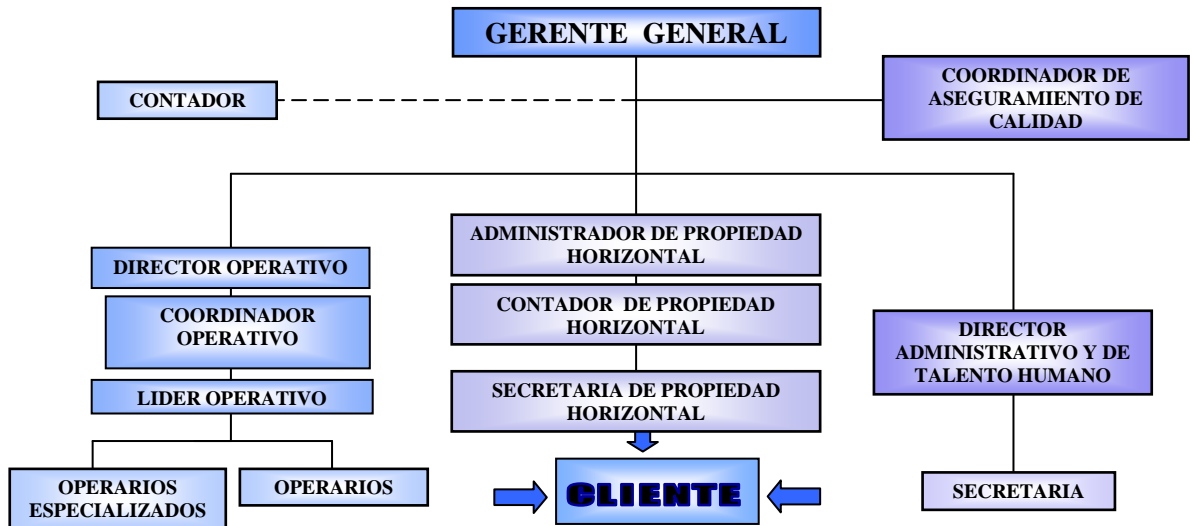 GERENTE GENERAL
CONTADOR
COORDINADOR DE
ASEGURAMIENTO DE
CALIDAD
DIRECTOR OPERATIVO
COORDINADOR
OPERATIVO
LIDER OPERATIVO
OPERARIOS
ESPECIALIZADOS
OPERARIOS
ADMINISTRADOR DE PROPIEDAD
HORIZONTAL
CONTADOR DE PROPIEDAD
HORIZONTAL
SECRETARIA DE PROPIEDAD
HORIZONTAL
CLIENTE
DIRECTOR
ADMINISTRATIVO Y DE
TALENTO HUMANO
SECRETARIA